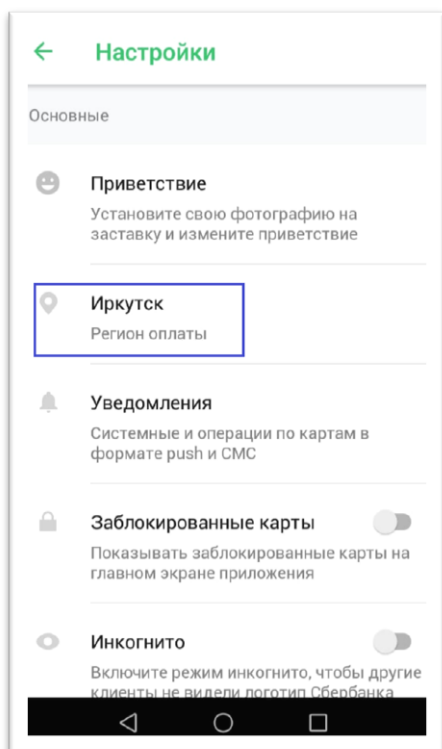 Настройки
Основные
Приветствие
Установите свою фотографию на
заставку и измените приветствие
Иркутск
Регион оплаты
Уведомления
Системные и операции по картам в
формате push и СМС
Заблокированные карты
Показывать заблокированные карты на
главном экране приложения
Инкогнито
Включите режим инкогнито, чтобы другие
клиенты не видели логотип Сбербанка